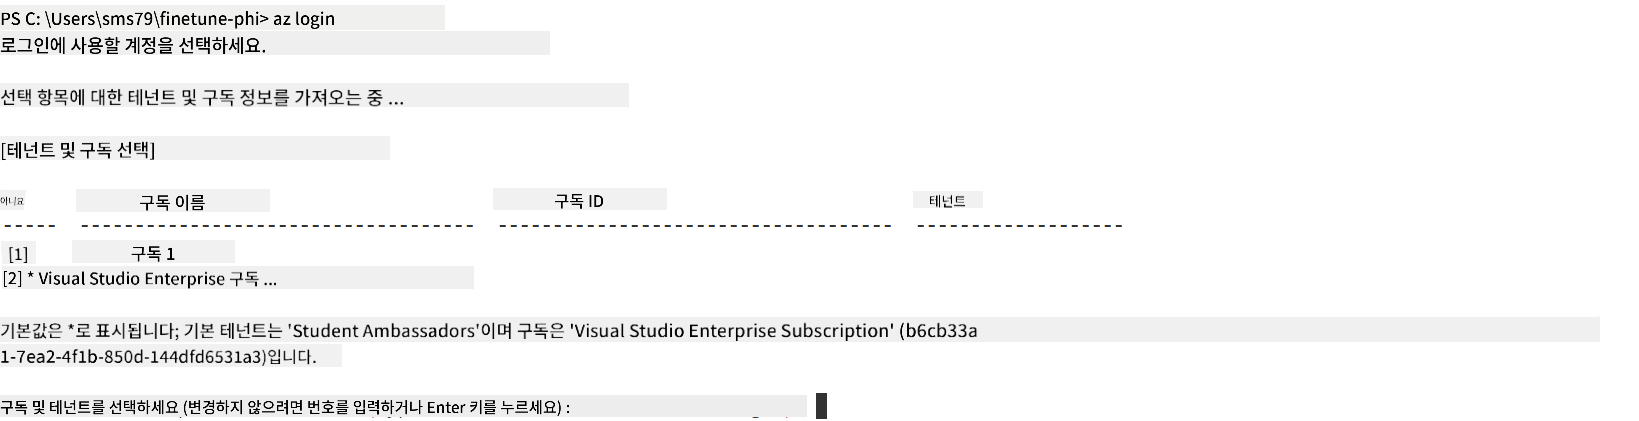 PS C: \Users\sms79\finetune-phi> az login
로그인에 사용할 계정을 선택하세요.
선택 항목에 대한 테넌트 및 구독 정보를 가져오는 중 ...
[테넌트 및 구독 선택]
아니요 구독 이름 구독 ID 테넌트
----- ---------------------------------- ---------------------------------- ------------------
[1] 구독 1
[2] * Visual Studio Enterprise 구독 ...
기본값은 *로 표시됩니다; 기본 테넌트는 'Student Ambassadors'이며 구독은 'Visual Studio Enterprise Subscription' (b6cb33a
1-7ea2-4f1b-850d-144dfd6531a3)입니다.
구독 및 테넌트를 선택하세요 (변경하지 않으려면 번호를 입력하거나 Enter 키를 누르세요) :